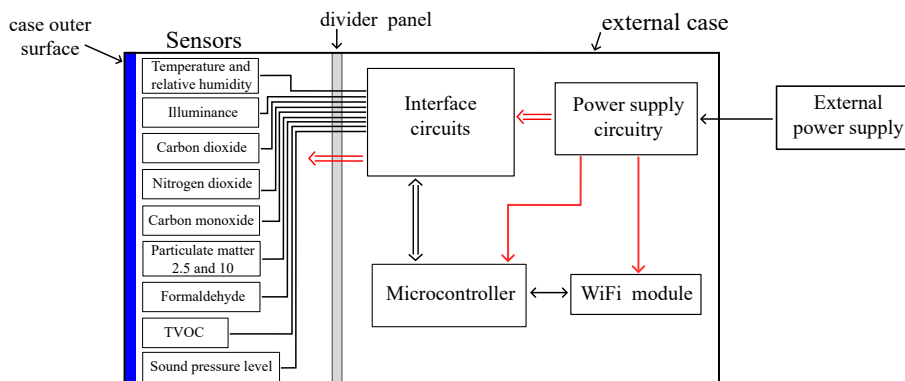 case outer
surface
Sensors
divider panel
external case
Temperature and
relative humidity
Illuminance
Carbon dioxide
Nitrogen dioxide
Carbon monoxide
Particulate matter
2.5 and 10
Formaldehyde
TVOC
Sound pressure level
Interface
circuits
Power supply
circuitry
External
power supply
Microcontroller
WiFi module